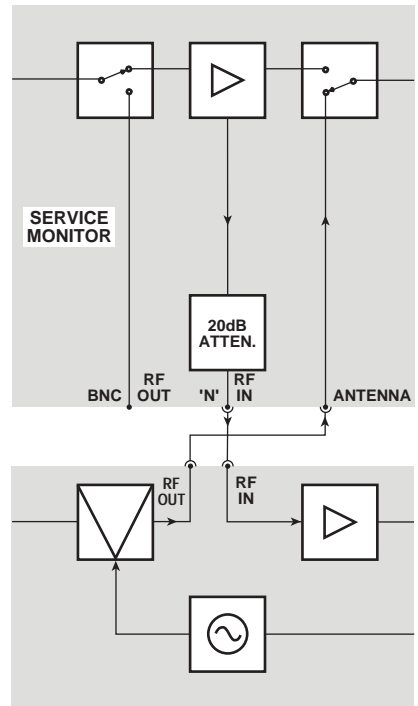 SERVICE
MONITOR
20dB
ATTEN.
BNC
RF
OUT
'N'
RF
IN
ANTENNA
RF
OUT
RF
IN